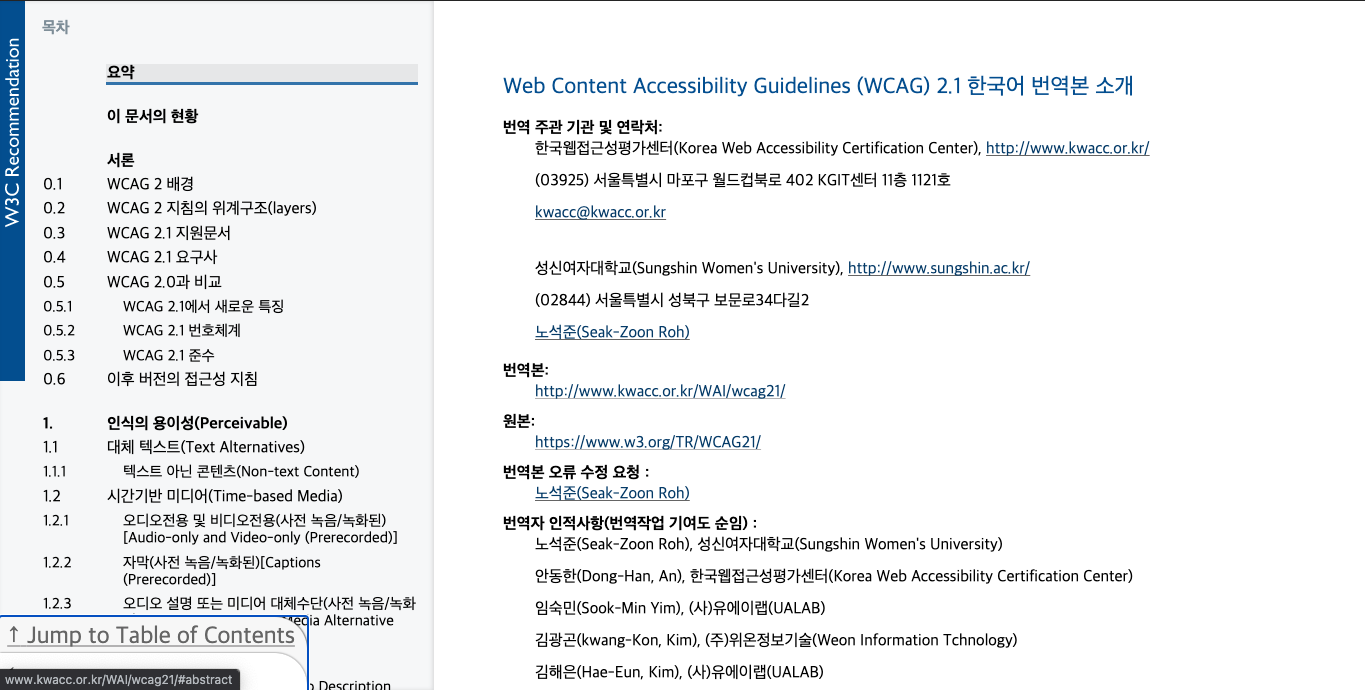 W3C Recommendation
목차
요약
이 문서의 현황
서론
0.1 WCAG 2 배경
0.2 WCAG 2 지침의 위계구조(layers)
0.3 WCAG 2.1 지원문서
0.4 WCAG 2.1 요구사
0.5 WCAG 2.0과 비교
0.5.1 WCAG 2.1에서 새로운 특징
0.5.2 WCAG 2.1 번호체계
0.5.3 WCAG 2.1 준수
0.6 이후 버전의 접근성 지침
1. 인식의 용이성(Perceivable)
1.1 대체 텍스트(Text Alternatives)
1.1.1 텍스트 아닌 콘텐츠(Non-text Content)
1.2 시간기반 미디어(Time-based Media)
1.2.1 오디오전용 및 비디오전용(사전 녹음/녹화된)
[Audio-only and Video-only (Prerecorded)]
1.2.2 자막(사전 녹음/녹화된)[Captions
(Prerecorded)]
1.2.3 오디오 설명 또는 미디어 대체수단(사전 녹음/녹화
Media Alternative
Description
↑ Jump to Table of Contents
www.kwacc.or.kr/WAI/wcag21/#abstract
Web Content Accessibility Guidelines (WCAG) 2.1 한국어 번역본 소개
번역 주관 기관 및 연락처:
한국웹접근성평가센터(Korea Web Accessibility Certification Center), http://www.kwacc.or.kr/
(03925) 서울특별시 마포구 월드컵북로 402 KGIT센터 11층 1121호
kwacc@kwacc.or.kr
성신여자대학교(Sungshin Women's University), http://www.sungshin.ac.kr/
(02844) 서울특별시 성북구 보문로34다길2
노석준(Seak-Zoon Roh)
번역본:
http://www.kwacc.or.kr/WAI/wcag21/
원본:
https://www.w3.org/TR/WCAG21/
번역본 오류 수정 요청 :
노석준(Seak-Zoon Roh)
번역자 인적사항(번역작업 기여도 순임) :
노석준(Seak-Zoon Roh), 성신여자대학교(Sungshin Women's University)
안동한(Dong-Han, An), 한국웹접근성평가센터(Korea Web Accessibility Certification Center)
임숙민(Sook-Min Yim), (사)유에이랩(UALAB)
김광곤(kwang-Kon, Kim), (주)위온정보기술(Weon Information Tchnology)
김해은(Hae-Eun, Kim), (사)유에이랩(UALAB)